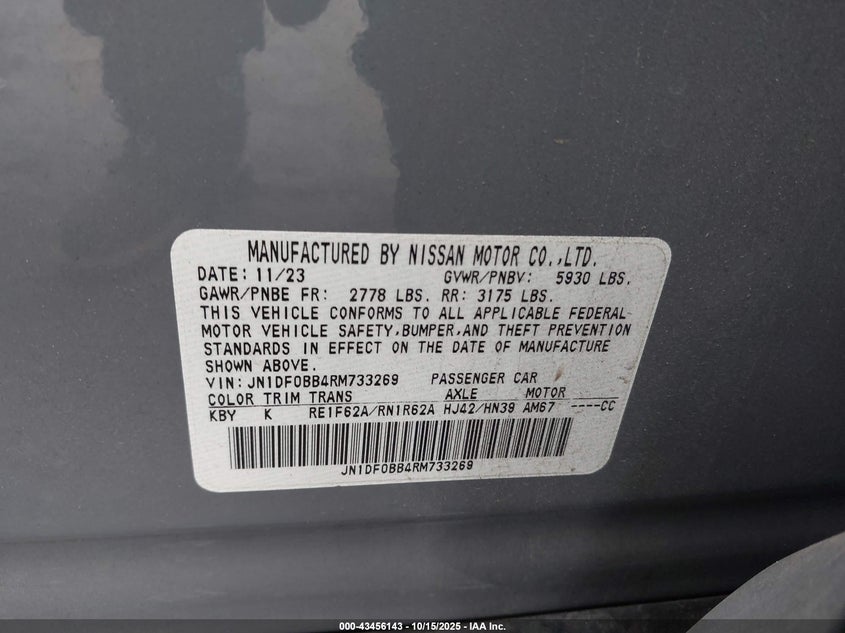 MANUFACTURED BY NISSAN MOTOR CO.,LTD.
DATE: 11/23 GVWR/PNBV: 5930 LBS.
GAWR/PNBE FR: 2778 LBS. RR: 3175 LBS.
THIS VEHICLE CONFORMS TO ALL APPLICABLE FEDERAL
MOTOR VEHICLE SAFETY,BUMPER,AND THEFT PREVENTION
STANDARDS IN EFFECT ON THE DATE OF MANUFACTURE
SHOWN ABOVE.
VIN: JN1DF0BB4RM733269 PASSENGER CAR
COLOR TRIM TRANS AXLE MOTOR
KBY K RE1F62A/RN1R62A HJ42/HN39 AM67 ----CC
JN1DF0BB4RM733269
000-43456143 - 10/15/2025 - IAA Inc.